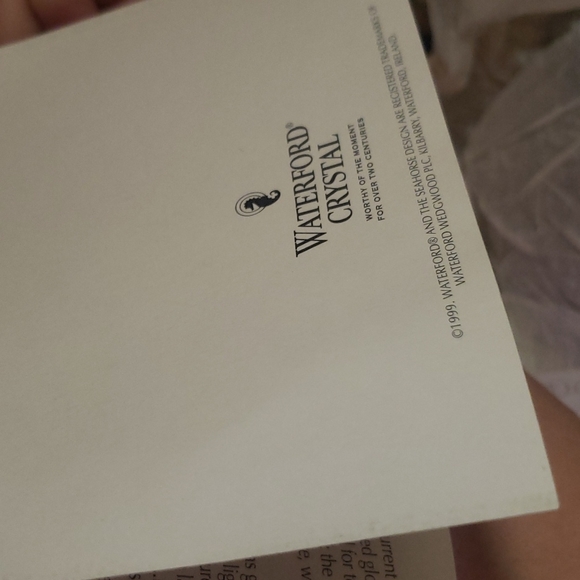 WATERFORD®
CRYSTAL
WORTHY OF THE MOMENT
FOR OVER TWO CENTURIES
©1999. WATERFORD® AND THE SEAHORSE DESIGN ARE REGISTERED TRADEMARKS OF
WATERFORD WEDGWOOD PLC, KILBARRY, WATERFORD, IRELAND.